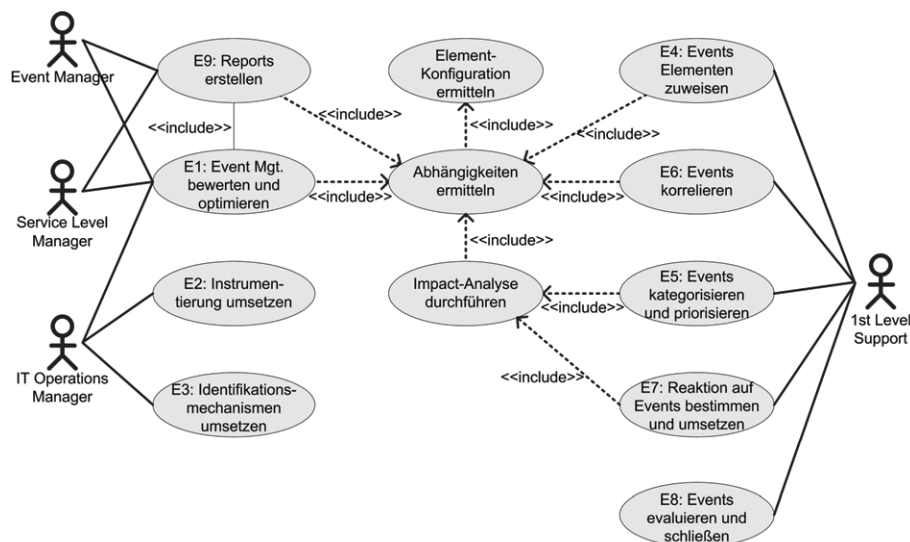 Event Manager
E9: Reports
erstellen
Element-
Konfiguration
ermitteln
E4: Events
Elementen
zuweisen
<<include>>
<<include>>
<<include>>
Service Level
Manager
E1: Event Mgt.
bewerten und
optimieren
<<include>>
Abhängigkeiten
ermitteln
<<include>>
E6: Events
korrelieren
<<include>>
E2: Instrumen-
tierung umsetzen
Impact-Analyse
durchführen
<<include>>
E5: Events
kategorisieren
und priorisieren
1st Level
Support
IT Operations
Manager
E3: Identifikations-
mechanismen
umsetzen
<<include>>
E7: Reaktion auf
Events bestimmen
und umsetzen
E8: Events
evaluieren und
schließen